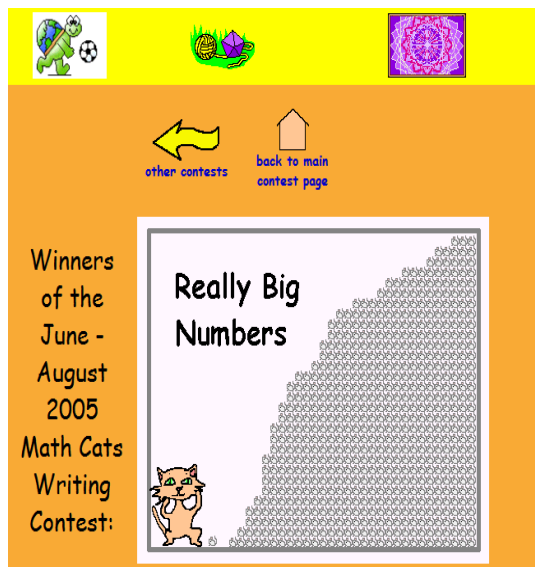 other contests
back to main
contest page
Winners
of the
June -
August
2005
Math Cats
Writing
Contest:
Really Big
Numbers